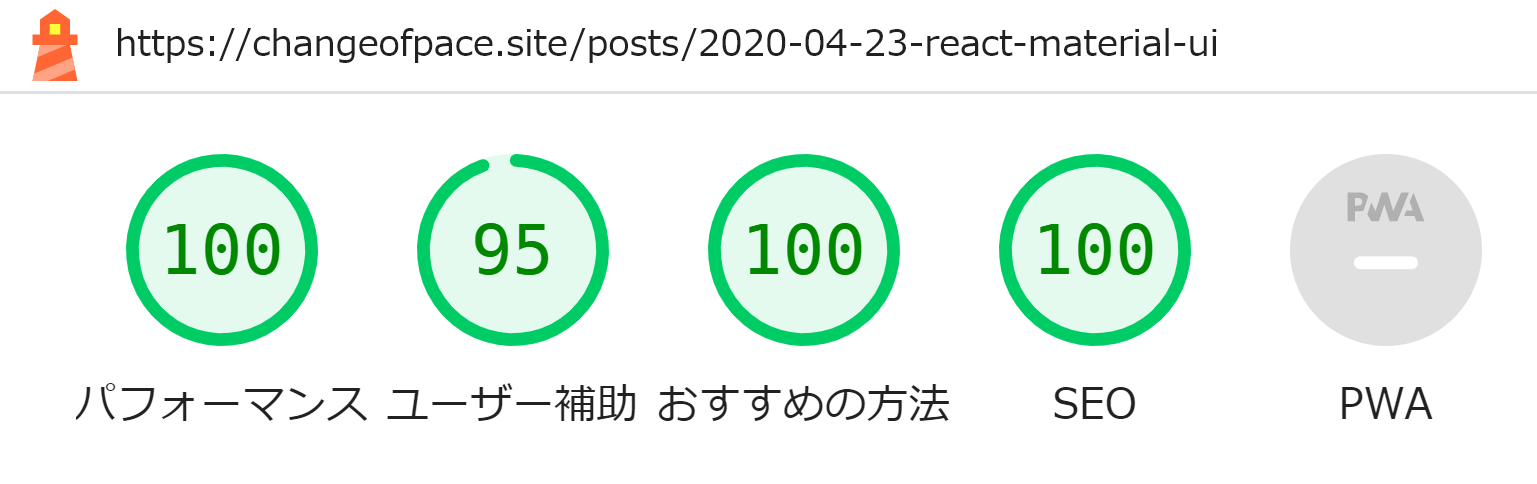 https://changeofpace.site/posts/2020-04-23-react-material-ui
100 95 100 100 PWA
パフォーマンス ユーザー補助 おすすめの方法 SEO PWA